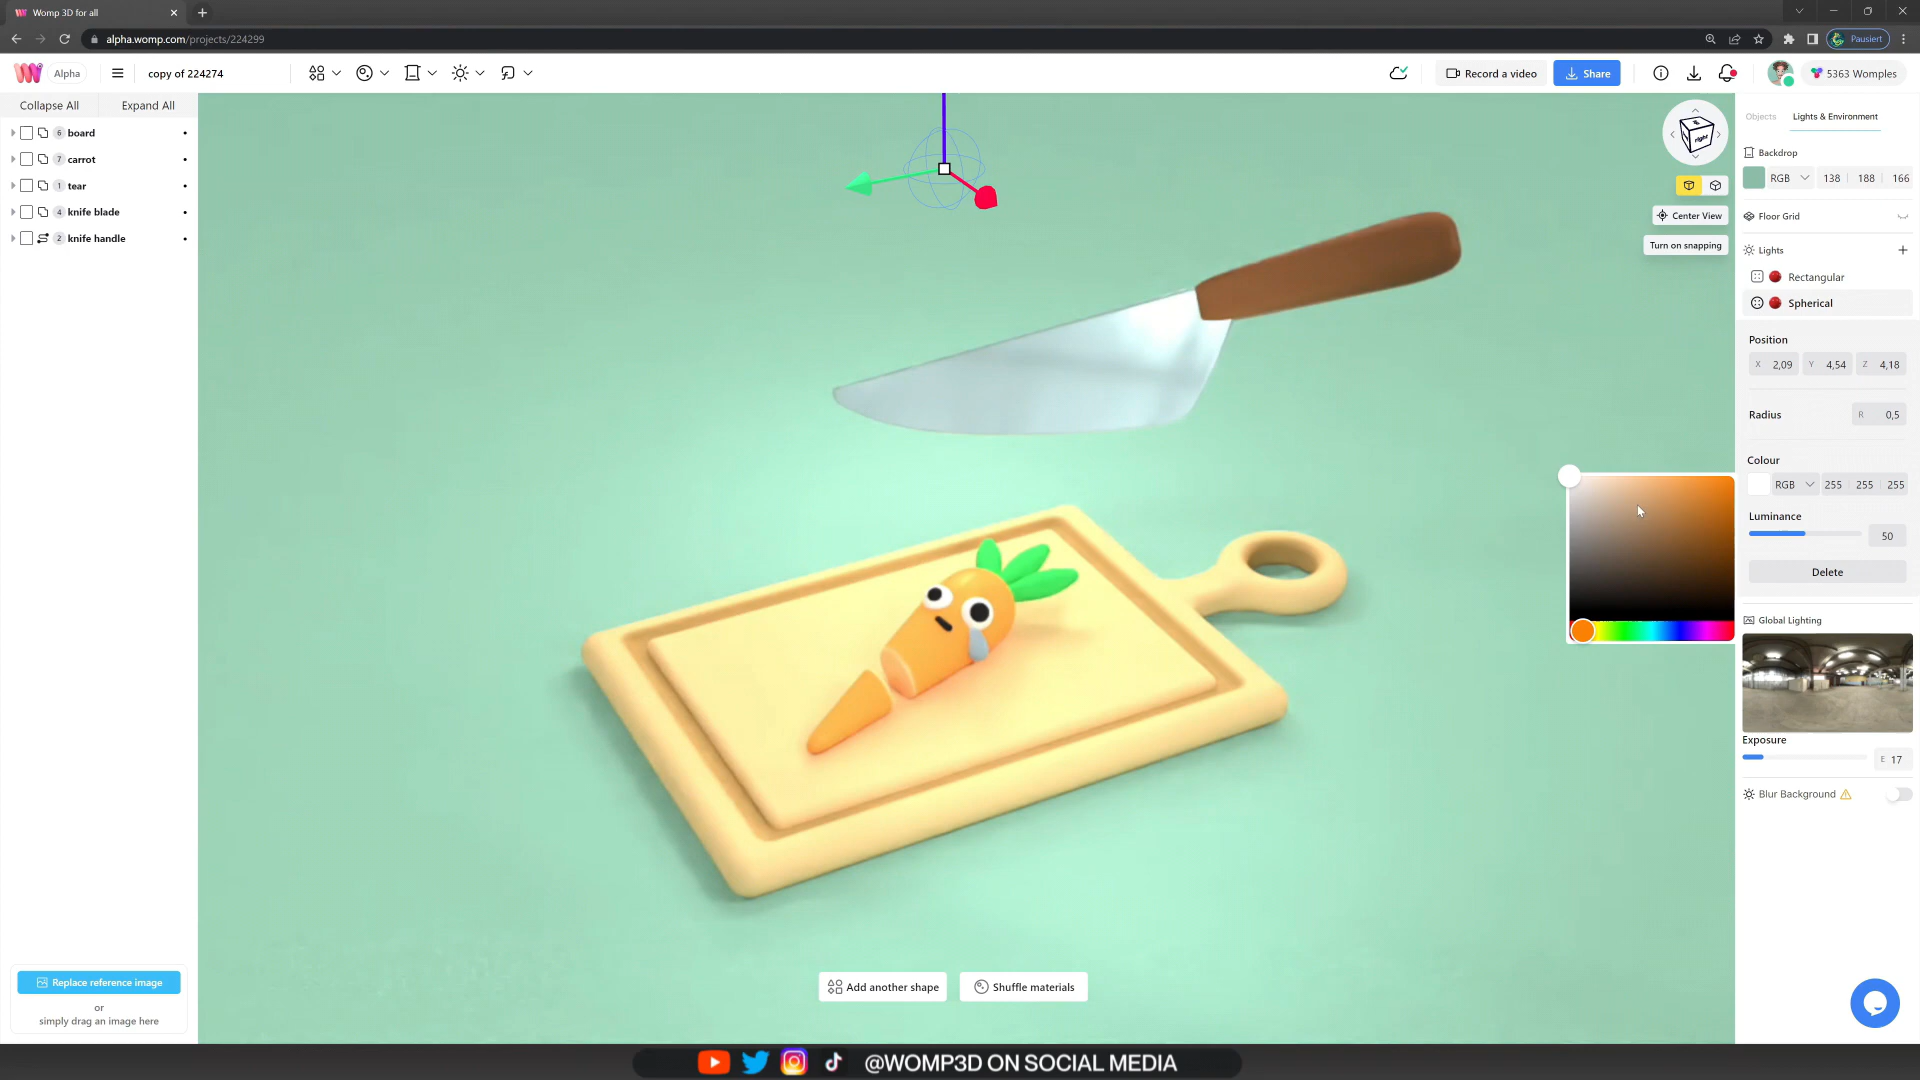 Womp 3D for all
alpha.womp.com/projects/224299
Pausiert
Alpha
copy of 224274
Record a video
Share
5363 Womples
Collapse All
Expand All
6 board
7 carrot
1 tear
4 knife blade
2 knife handle
right
Center View
Turn on snapping
Objects
Lights & Environment
Backdrop
RGB 138 188 166
Floor Grid
Lights
Rectangular
Spherical
Position
X 2,09 Y 4,54 Z 4,18
Radius R 0,5
Colour
RGB 255 255 255
Luminance
50
Delete
Global Lighting
Exposure
E 17
Blur Background
Replace reference image
or
simply drag an image here
Add another shape
Shuffle materials
@WOMP3D ON SOCIAL MEDIA